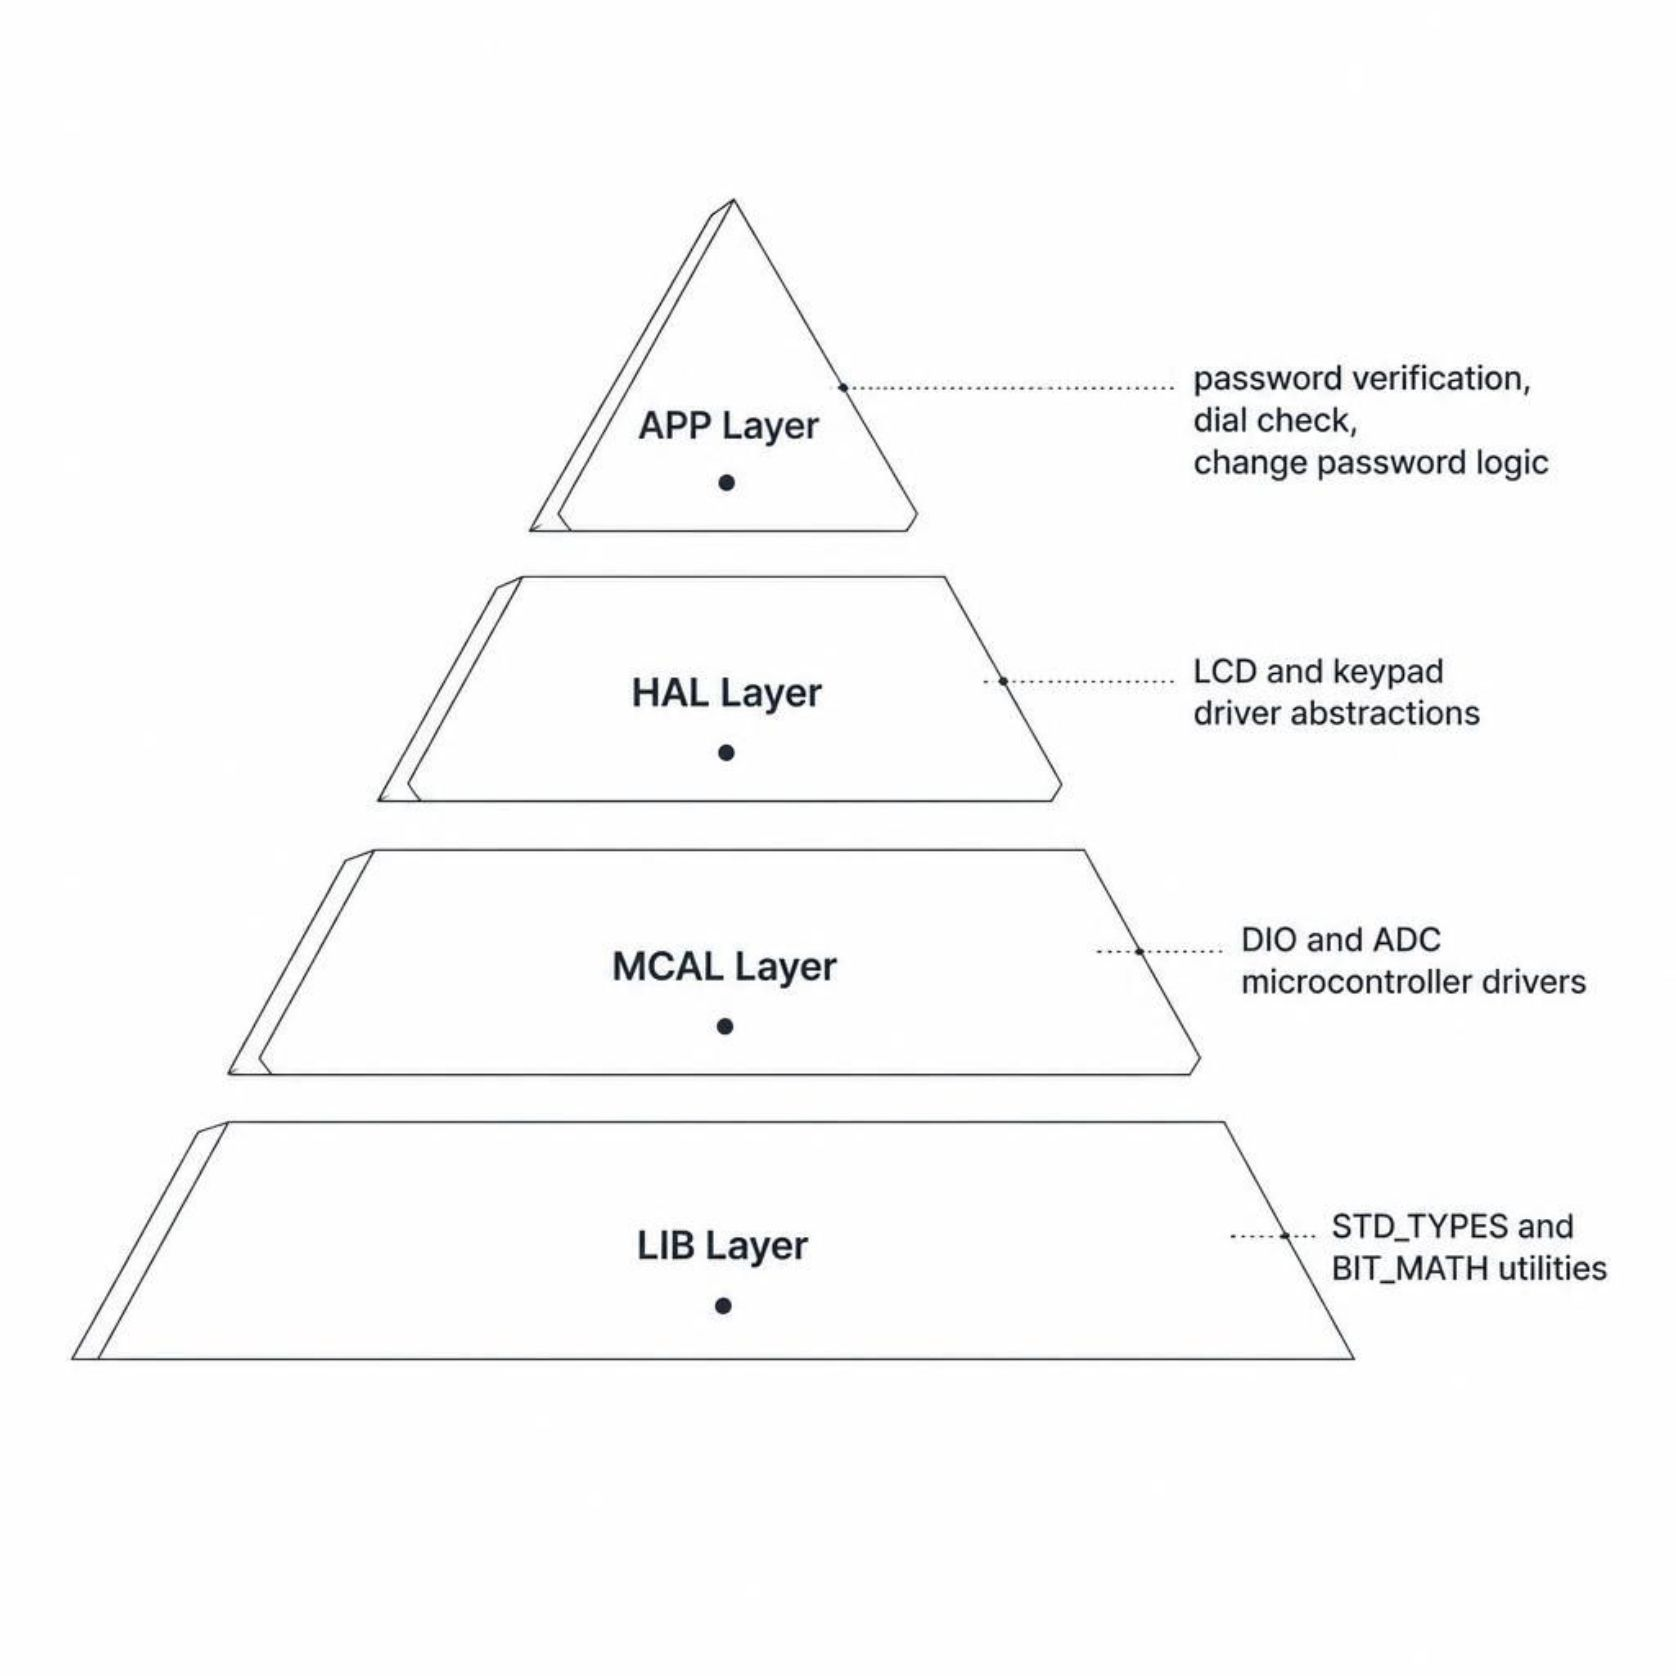 APP Layer
password verification,
dial check,
change password logic
HAL Layer
LCD and keypad
driver abstractions
MCAL Layer
DIO and ADC
microcontroller drivers
LIB Layer
STD_TYPES and
BIT_MATH utilities